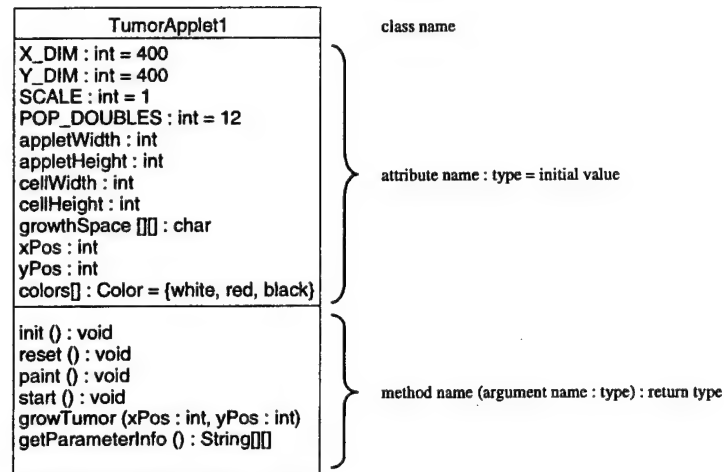 TumorApplet1
class name
X_DIM : int = 400
Y_DIM : int = 400
SCALE : int = 1
POP_DOUBLES : int = 12
appletWidth : int
appletHeight : int
cellWidth : int
cellHeight : int
growthSpace [][] : char
xPos : int
yPos : int
colors[] : Color = {white, red, black}
attribute name : type = initial value
init () : void
reset () : void
paint () : void
start () : void
growTumor (xPos : int, yPos : int)
getParameterInfo () : String[][]
method name (argument name : type) : return type